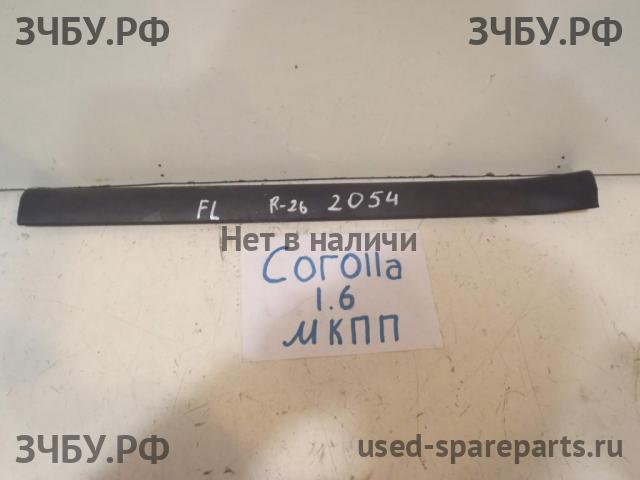 ЗЧБУ.РФ ЗЧБУ.РФ
FL R-26 2054
Нет в наличи
Corolla
1.6
МКПП
ЗЧБУ.РФ used-spareparts.ru